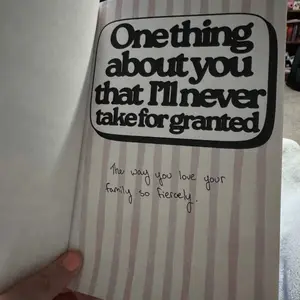 One thing
about you
that I'll never
take for granted
The way you love your
family so fiercely.